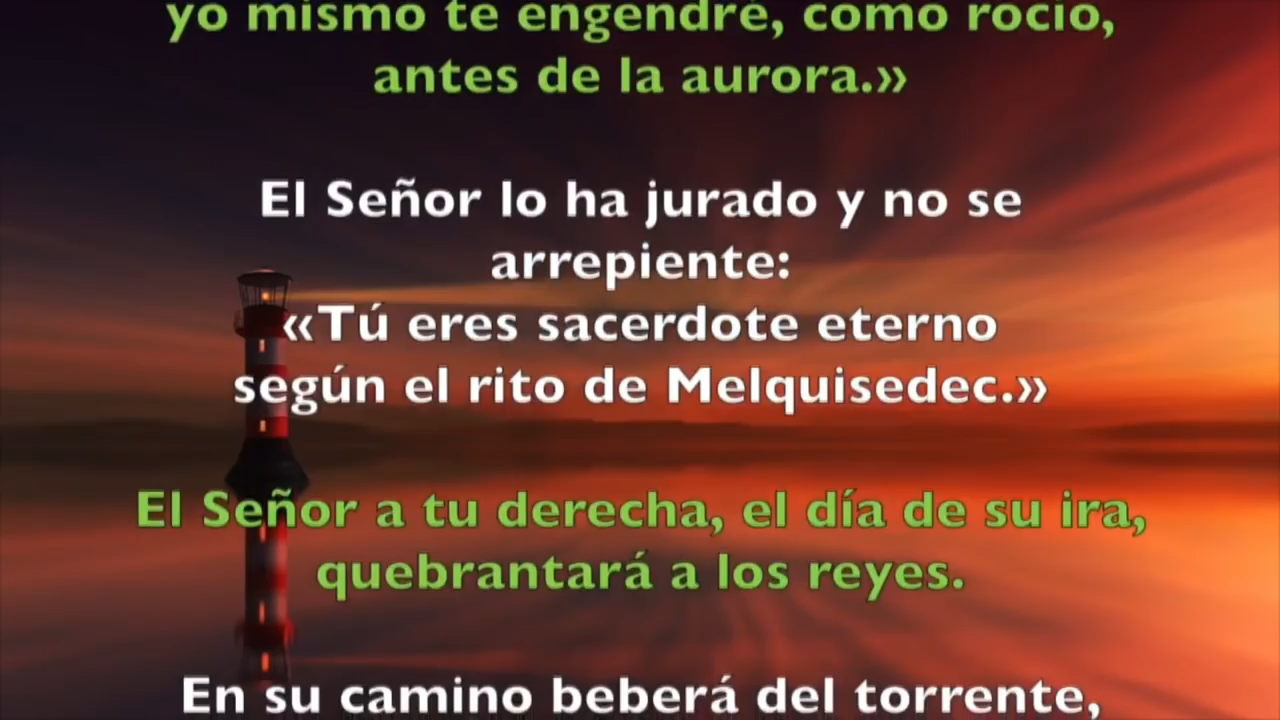 yo mismo te engendré, como rocío,
antes de la aurora.»
El Señor lo ha jurado y no se
arrepiente:
«Tú eres sacerdote eterno
según el rito de Melquisedec.»
El Señor a tu derecha, el día de su ira,
quebrantará a los reyes.
En su camino beberá del torrente,